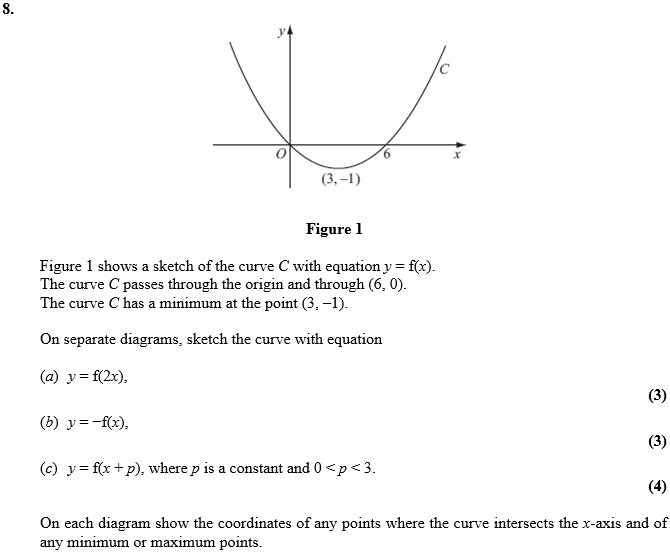 8.
y
C
O
6
x
(3, –1)
Figure 1
Figure 1 shows a sketch of the curve C with equation y = f(x).
The curve C passes through the origin and through (6, 0).
The curve C has a minimum at the point (3, –1).
On separate diagrams, sketch the curve with equation
(a) y = f(2x),
(3)
(b) y = −f(x),
(3)
(c) y = f(x + p), where p is a constant and 0 < p < 3.
(4)
On each diagram show the coordinates of any points where the curve intersects the x-axis and of
any minimum or maximum points.